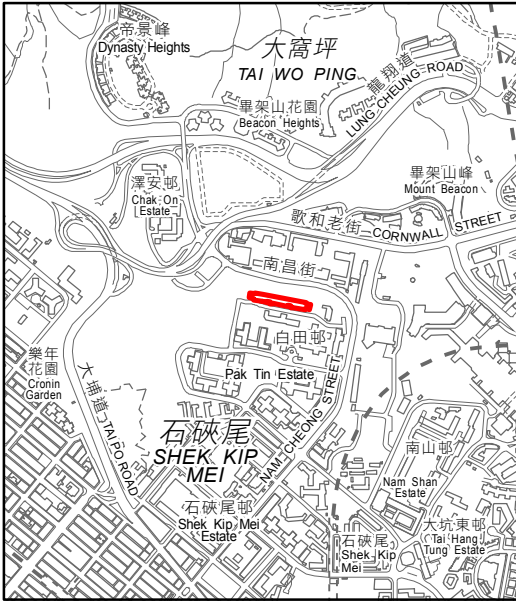 帝景峰
Dynasty Heights
大窩坪
TAI WO PING
龍翔道
LUNG CHEUNG ROAD
畢架山花園
Beacon Heights
澤安邨
Chak On
Estate
畢架山峰
Mount Beacon
歌和老街
CORNWALL STREET
南昌街
白田邨
樂年
花園
Cronin
Garden
大埔道 TAI PO ROAD
Pak Tin Estate
NAM CHEONG STREET
石硤尾
SHEK KIP
MEI
南山邨
Nam Shan
Estate
石硤尾邨
Shek Kip Mei
Estate
石硤尾
Shek Kip
Mei
大坑東邨
Tai Hang
Tung Estate